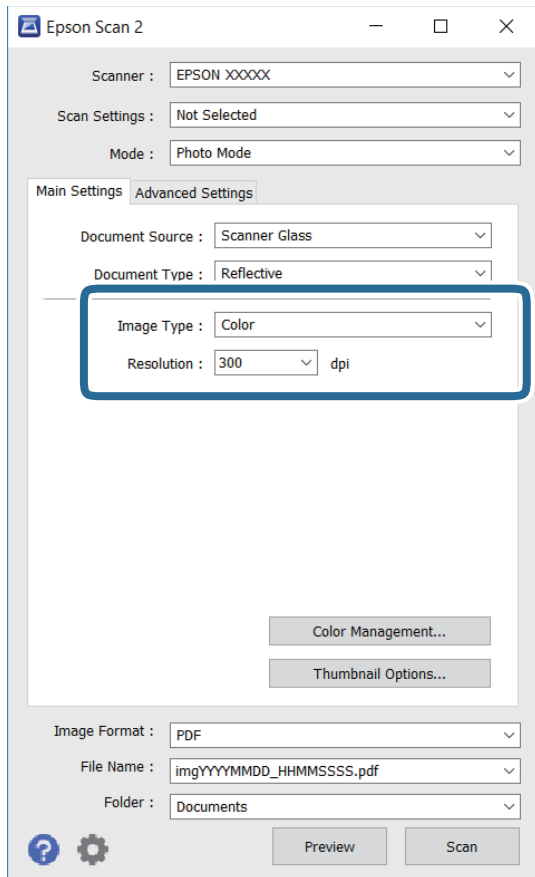 Epson Scan 2
Scanner : EPSON XXXXX
Scan Settings : Not Selected
Mode : Photo Mode
Main Settings Advanced Settings
Document Source : Scanner Glass
Document Type : Reflective
Image Type : Color
Resolution : 300 dpi
Color Management...
Thumbnail Options...
Image Format : PDF
File Name : imgYYYYMMDD_HHMMSSSS.pdf
Folder : Documents
? Preview Scan